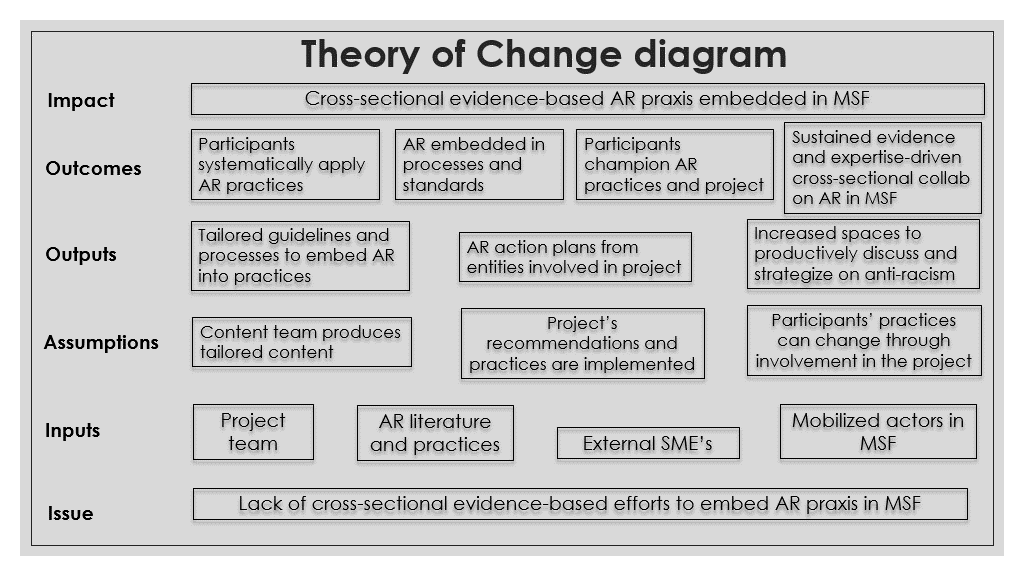 Theory of Change diagram
Impact
Cross-sectional evidence-based AR praxis embedded in MSF
Outcomes
Participants
systematically apply
AR practices
AR embedded in
processes and
standards
Participants
champion AR
practices and project
Sustained evidence
and expertise-driven
cross-sectional collab
on AR in MSF
Outputs
Tailored guidelines and
processes to embed AR
into practices
AR action plans from
entities involved in project
Increased spaces to
productively discuss and
strategize on anti-racism
Assumptions
Content team produces
tailored content
Project’s
recommendations and
practices are implemented
Participants’ practices
can change through
involvement in the project
Inputs
Project
team
AR literature
and practices
External SME’s
Mobilized actors in
MSF
Issue
Lack of cross-sectional evidence-based efforts to embed AR praxis in MSF